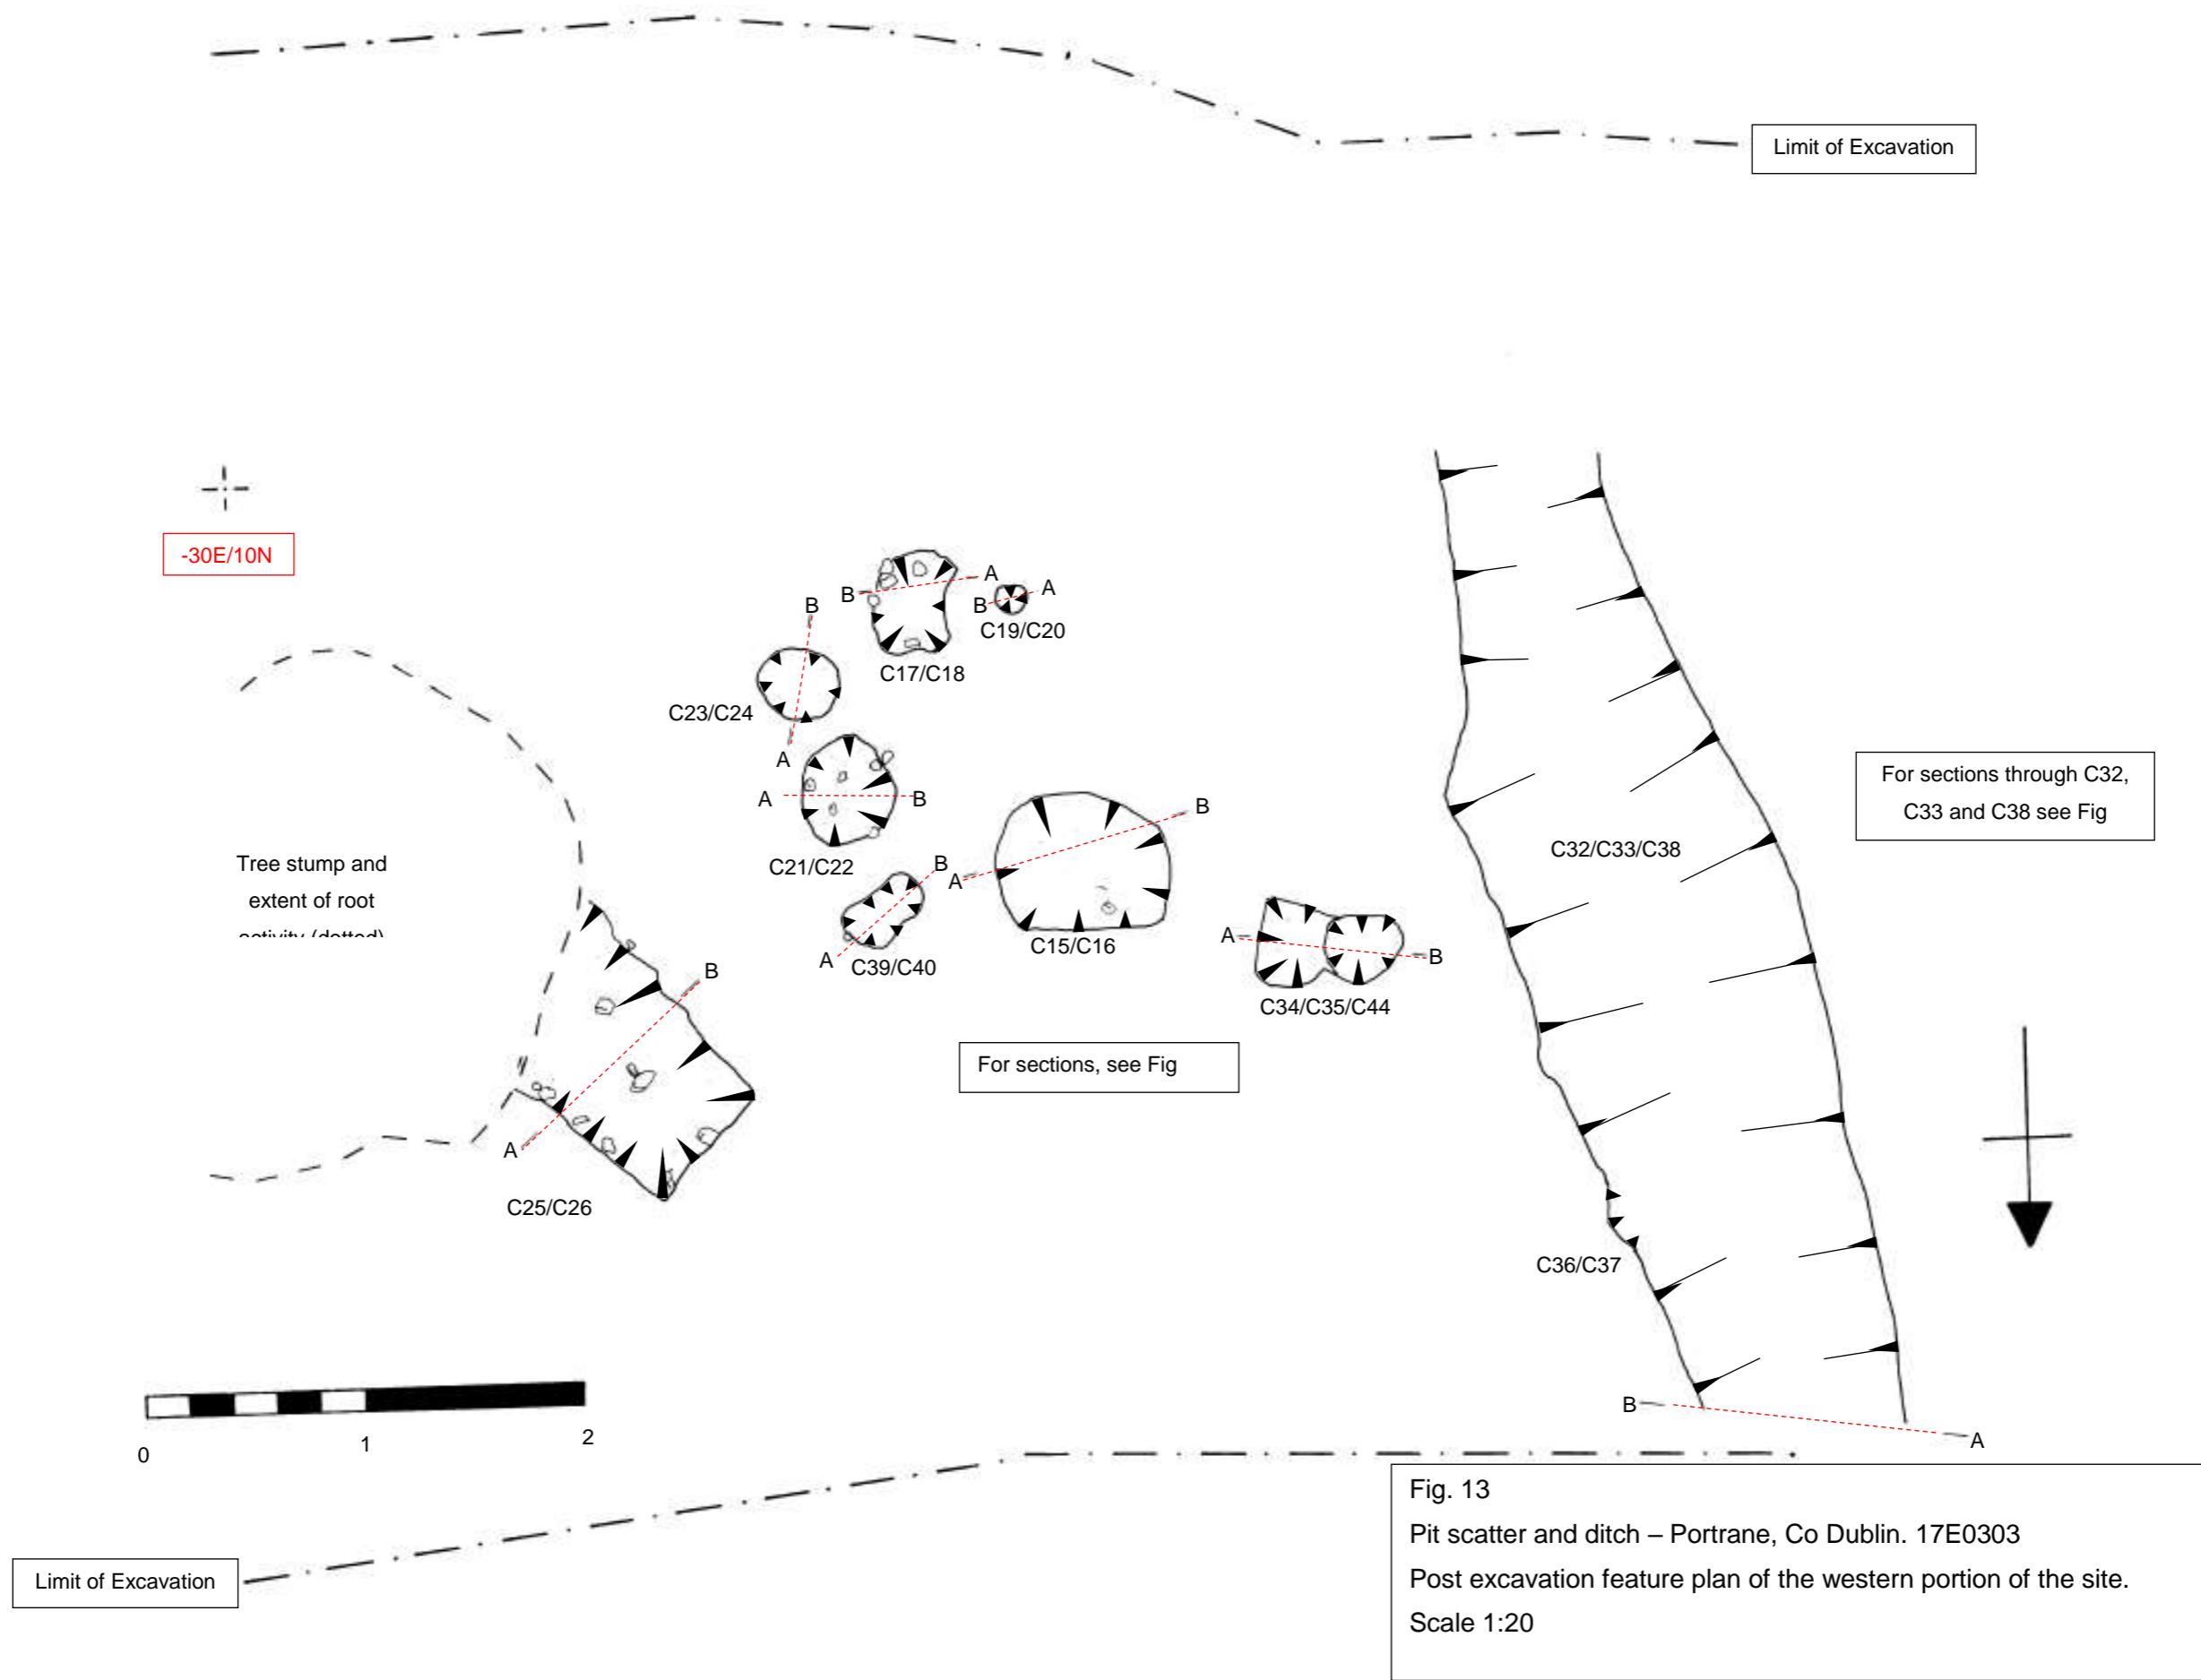 Limit of Excavation
-30E/10N
B
A
B
A
C19/C20
B
C17/C18
C23/C24
A
A
B
C21/C22
B
A
A
C39/C40
B
C15/C16
A
B
C34/C35/C44
Tree stump and
extent of root
activity (dotted)
B
A
C25/C26
For sections, see Fig
C32/C33/C38
For sections through C32,
C33 and C38 see Fig
C36/C37
B
A
0
1
2
Limit of Excavation
Fig. 13
Pit scatter and ditch – Portrane, Co Dublin. 17E0303
Post excavation feature plan of the western portion of the site.
Scale 1:20